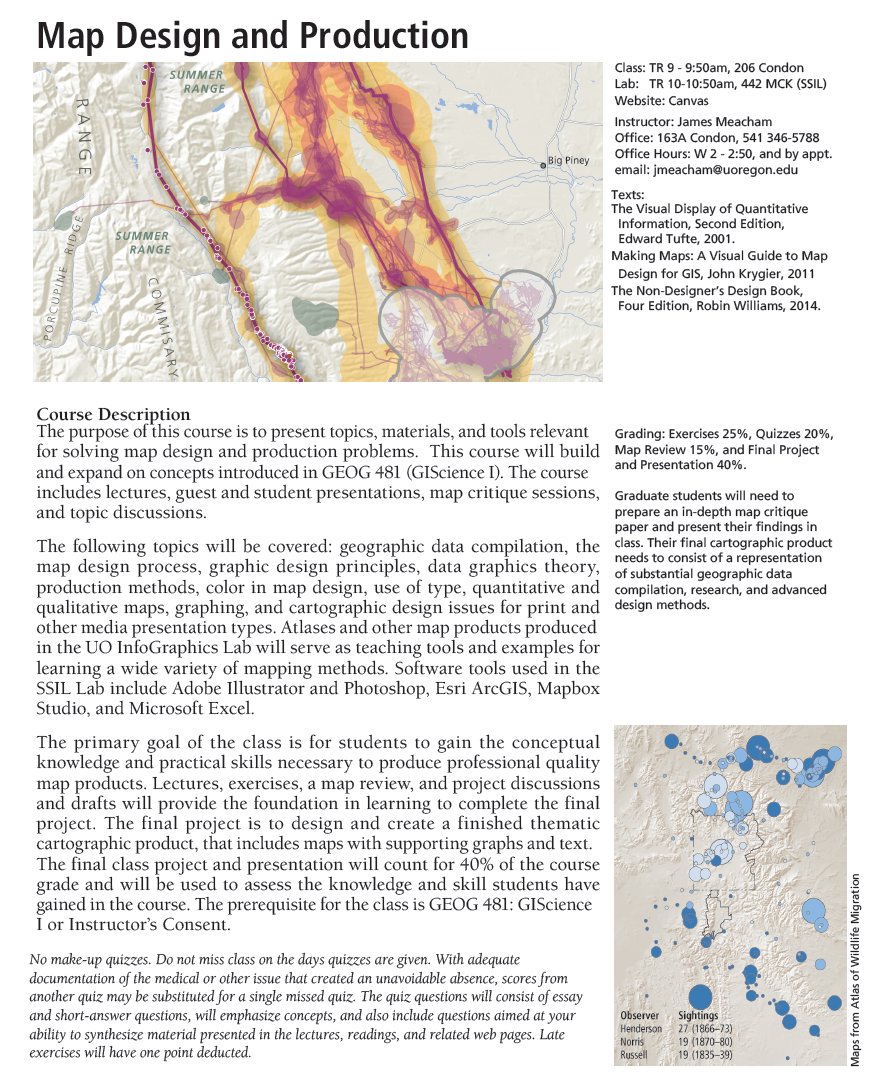 Map Design and Production
SUMMER
RANGE
RANGE
Big Piney
SUMMER
RANGE
PORCUPINE RIDGE
COMMISARY
Class: TR 9 - 9:50am, 206 Condon
Lab: TR 10-10:50am, 442 MCK (SSIL)
Website: Canvas
Instructor: James Meacham
Office: 163A Condon, 541 346-5788
Office Hours: W 2 - 2:50, and by appt.
email: jmeacham@uoregon.edu
Texts:
The Visual Display of Quantitative
Information, Second Edition,
Edward Tufte, 2001.
Making Maps: A Visual Guide to Map
Design for GIS, John Krygier, 2011
The Non-Designer's Design Book,
Four Edition, Robin Williams, 2014.
Course Description
The purpose of this course is to present topics, materials, and tools relevant
for solving map design and production problems. This course will build
and expand on concepts introduced in GEOG 481 (GIScience I). The course
includes lectures, guest and student presentations, map critique sessions,
and topic discussions.
The following topics will be covered: geographic data compilation, the
map design process, graphic design principles, data graphics theory,
production methods, color in map design, use of type, quantitative and
qualitative maps, graphing, and cartographic design issues for print and
other media presentation types. Atlases and other map products produced
in the UO InfoGraphics Lab will serve as teaching tools and examples for
learning a wide variety of mapping methods. Software tools used in the
SSIL Lab include Adobe Illustrator and Photoshop, Esri ArcGIS, Mapbox
Studio, and Microsoft Excel.
The primary goal of the class is for students to gain the conceptual
knowledge and practical skills necessary to produce professional quality
map products. Lectures, exercises, a map review, and project discussions
and drafts will provide the foundation in learning to complete the final
project. The final project is to design and create a finished thematic
cartographic product, that includes maps with supporting graphs and text.
The final class project and presentation will count for 40% of the course
grade and will be used to assess the knowledge and skill students have
gained in the course. The prerequisite for the class is GEOG 481: GIScience
I or Instructor's Consent.
No make-up quizzes. Do not miss class on the days quizzes are given. With adequate
documentation of the medical or other issue that created an unavoidable absence, scores from
another quiz may be substituted for a single missed quiz. The quiz questions will consist of essay
and short-answer questions, will emphasize concepts, and also include questions aimed at your
ability to synthesize material presented in the lectures, readings, and related web pages. Late
exercises will have one point deducted.
Grading: Exercises 25%, Quizzes 20%,
Map Review 15%, and Final Project
and Presentation 40%.
Graduate students will need to
prepare an in-depth map critique
paper and present their findings in
class. Their final cartographic product
needs to consist of a representation
of substantial geographic data
compilation, research, and advanced
design methods.
Observer Sightings
Henderson 27 (1866–73)
Norris 19 (1870–80)
Russell 19 (1835–39)
Maps from Atlas of Wildlife Migration